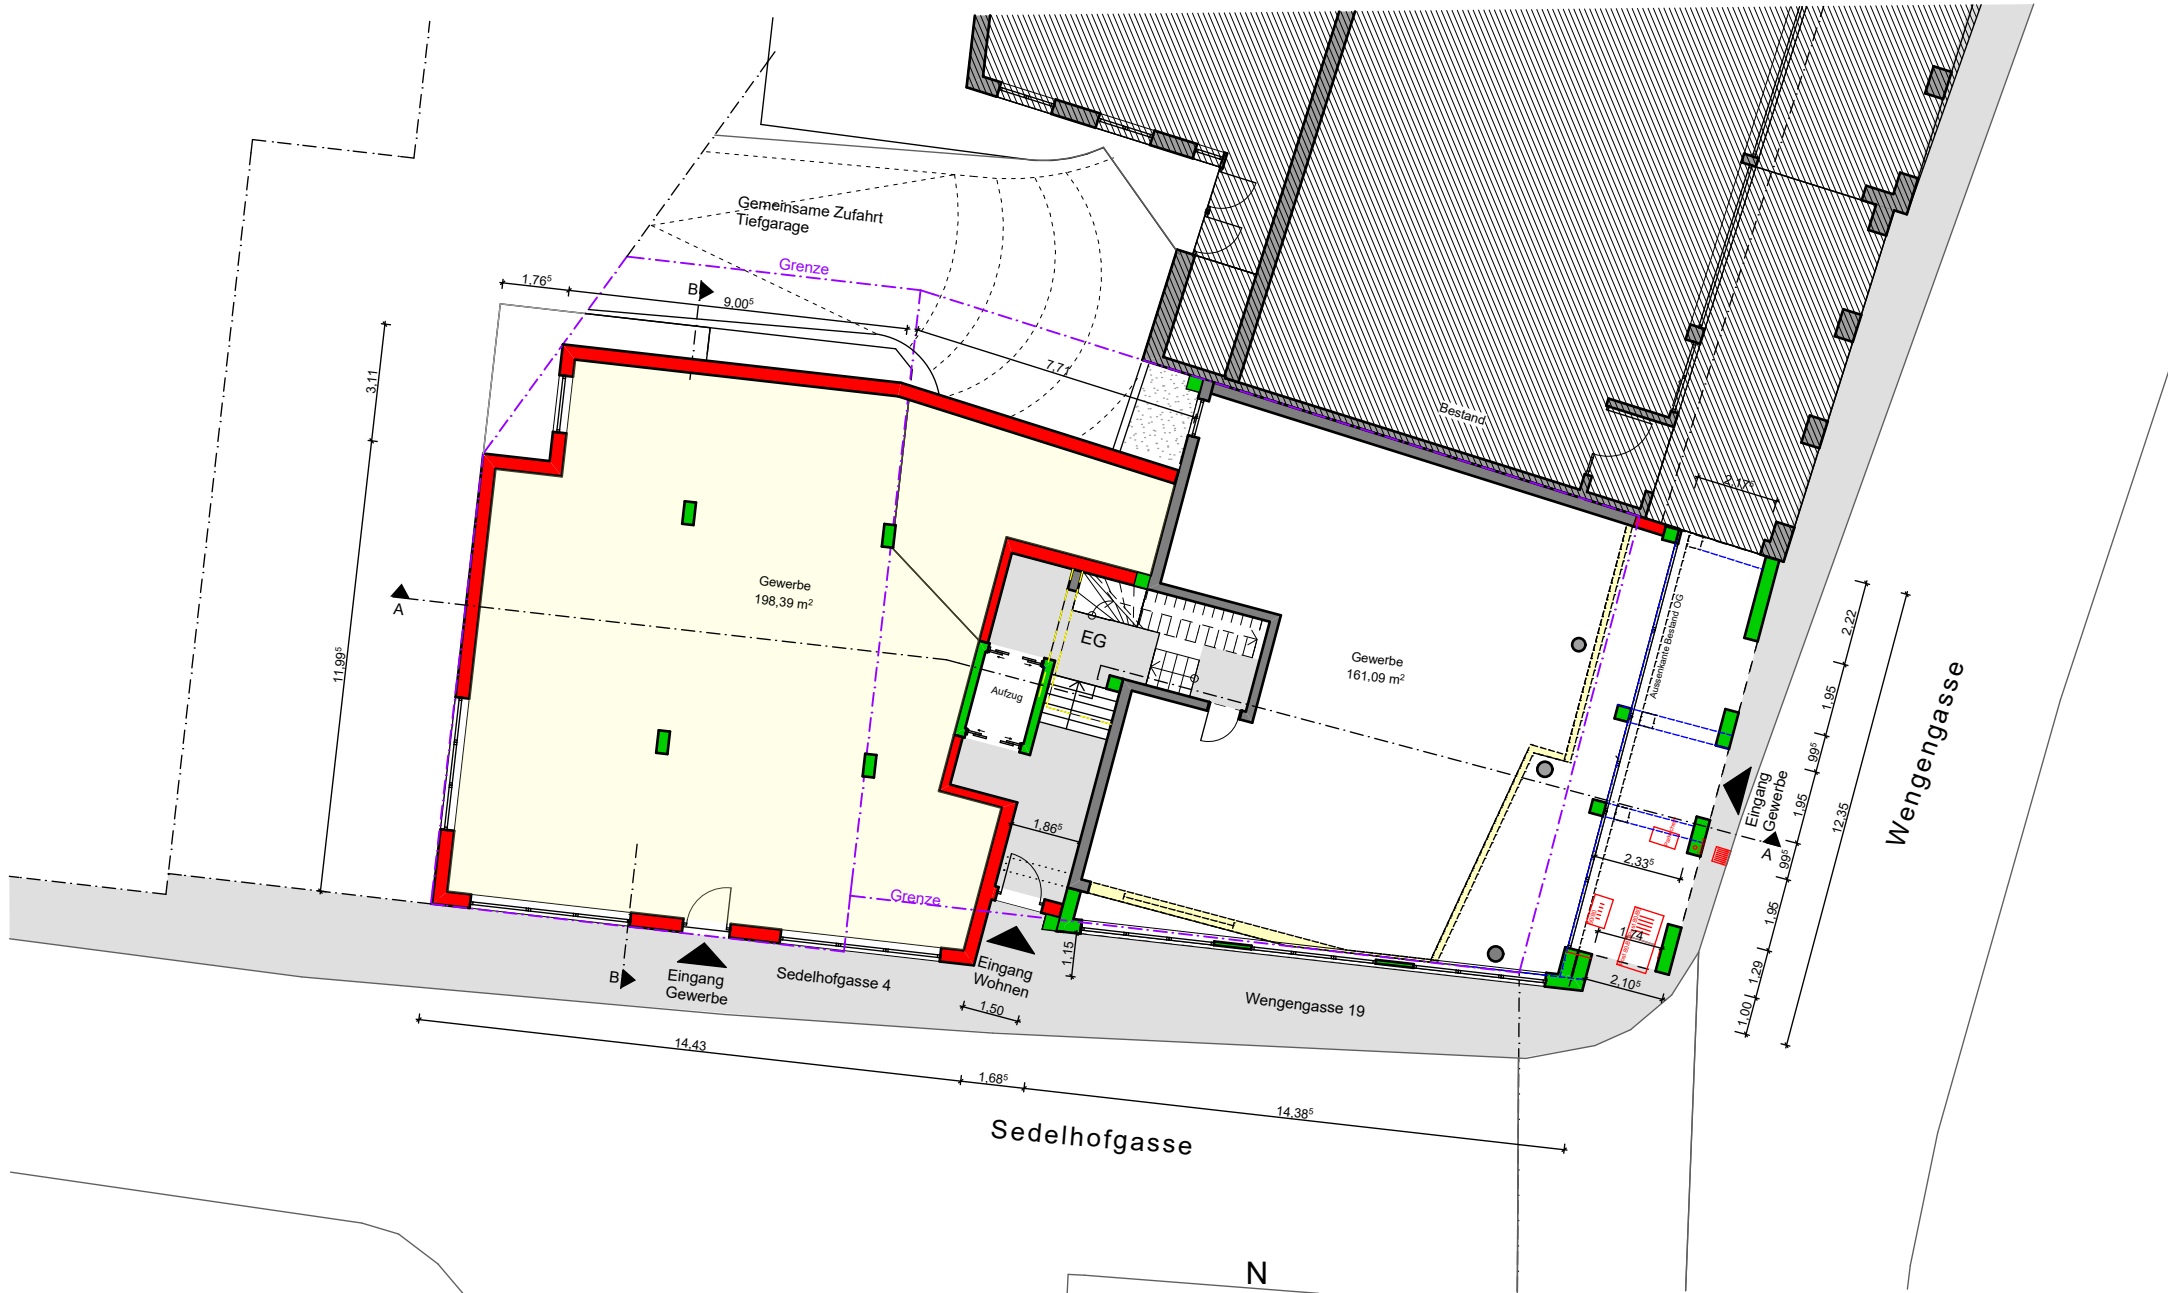 Gemeinsame Zufahrt
Tiefgarage
Grenze
1,76⁵
B
9,00⁵
7,71
3,11
Bestand
2,17⁵
Gewerbe
198,39 m²
A
11,99⁵
EG
Aufzug
Gewerbe
161,09 m²
Aussenkante Bestand OG
2,22
1,95
99⁵
1,95
99⁵
1,95
1,29
1,00
12,35
Wengengasse
Eingang
Gewerbe
A
2,33⁵
1,74
2,10⁵
1,86⁵
Grenze
1,15
B
Eingang
Gewerbe
Sedelhofgasse 4
Eingang
Wohnen
1,50
Wengengasse 19
14,43
1,68⁵
14,38⁵
Sedelhofgasse
N